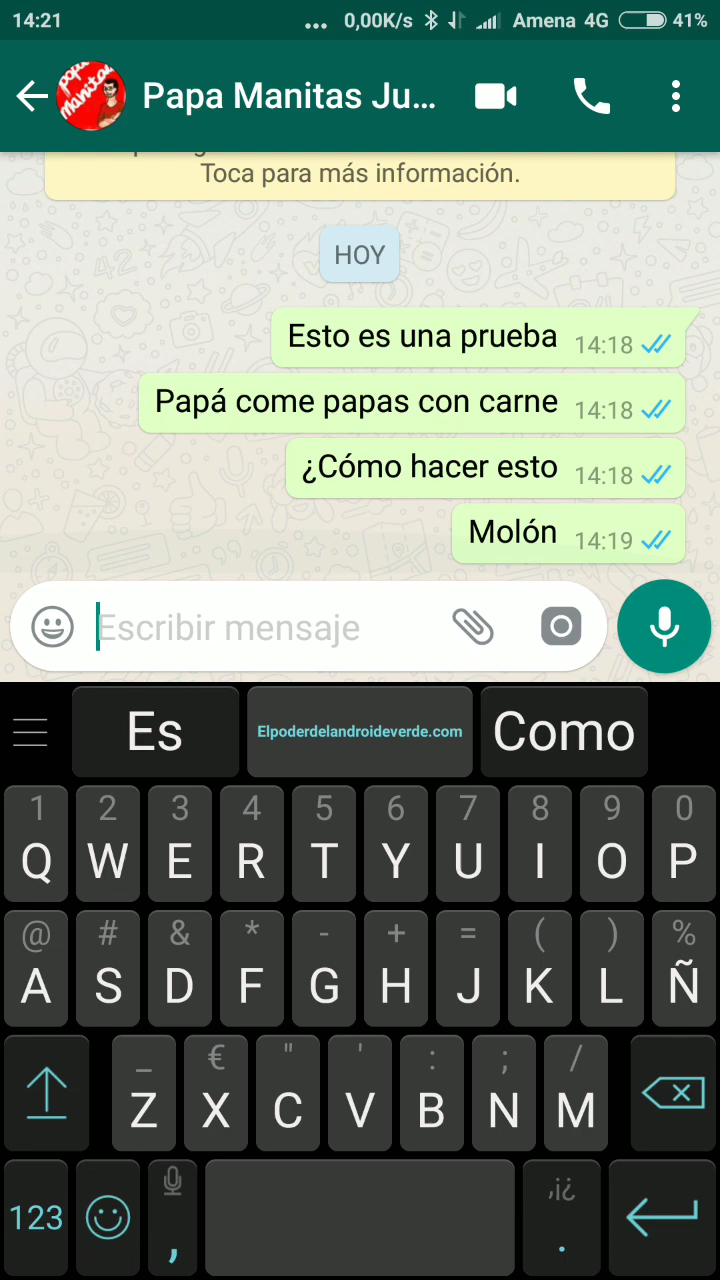 14:21 ... 0,00K/s Amena 4G 41%
papa
Manitas
Papa Manitas Ju...
Toca para más información.
HOY
Esto es una prueba 14:18
Papá come papas con carne 14:18
¿Cómo hacer esto 14:18
Molón 14:19
Escribir mensaje
Es Elpoderdelandroideverde.com Como
1 2 3 4 5 6 7 8 9 0
Q W E R T Y U I O P
@ # & * - + = ( ) %
A S D F G H J K L Ñ
_ € " ' : ; /
Z X C V B N M
,¡¿
123 , .